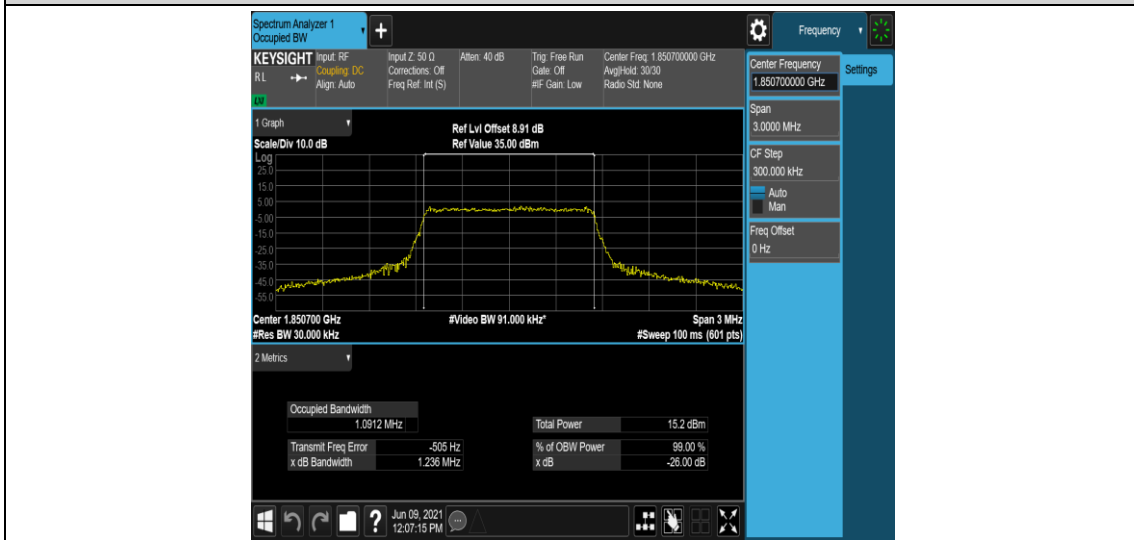 Spectrum Analyzer 1
Occupied BW
+
Frequency
KEYSIGHT
RL
LXI
Input: RF
Coupling: DC
Align: Auto
Input Z: 50 Ω
Corrections: Off
Freq Ref: Int (S)
Atten: 40 dB
Trig: Free Run
Gate: Off
#IF Gain: Low
Center Freq: 1.850700000 GHz
Avg|Hold: 30/30
Radio Std: None
Center Frequency
1.850700000 GHz
Settings
Span
3.0000 MHz
CF Step
300.000 kHz
Auto
Man
Freq Offset
0 Hz
1 Graph
Scale/Div 10.0 dB
Ref Lvl Offset 8.91 dB
Ref Value 35.00 dBm
Log
25.0
15.0
5.00
-5.00
-15.0
-25.0
-35.0
-45.0
-55.0
Center 1.850700 GHz
#Video BW 91.000 kHz*
Span 3 MHz
#Res BW 30.000 kHz
#Sweep 100 ms (601 pts)
2 Metrics
Occupied Bandwidth
1.0912 MHz
Total Power 15.2 dBm
Transmit Freq Error -505 Hz
% of OBW Power 99.00 %
x dB Bandwidth 1.236 MHz
x dB -26.00 dB
?
Jun 09, 2021
12:07:15 PM